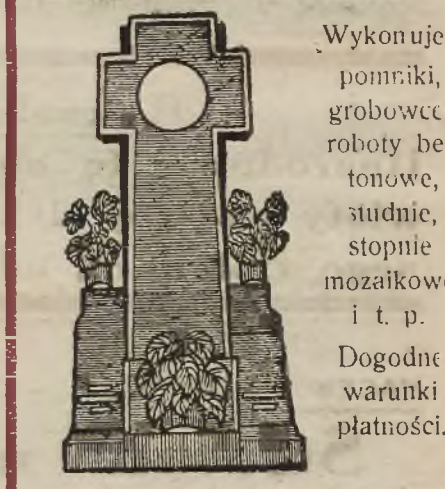 Wykonuje
pomniki,
grobowce
roboty be
tonowe,
studnie,
stopnie
mozaikowe
i t. p.
Dogodne
warunki
płatności.